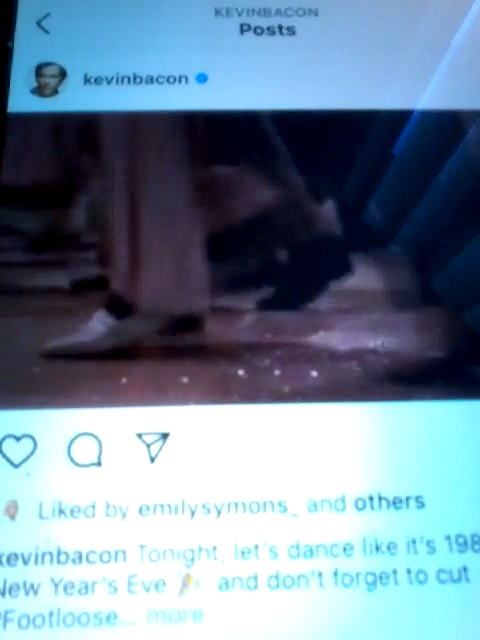 KEVINBACON
Posts
kevinbacon
Liked by emilysymons_ and others
kevinbacon Tonight, let's dance like it's 198
New Year's Eve 🎉 and don't forget to cut
#Footloose... more